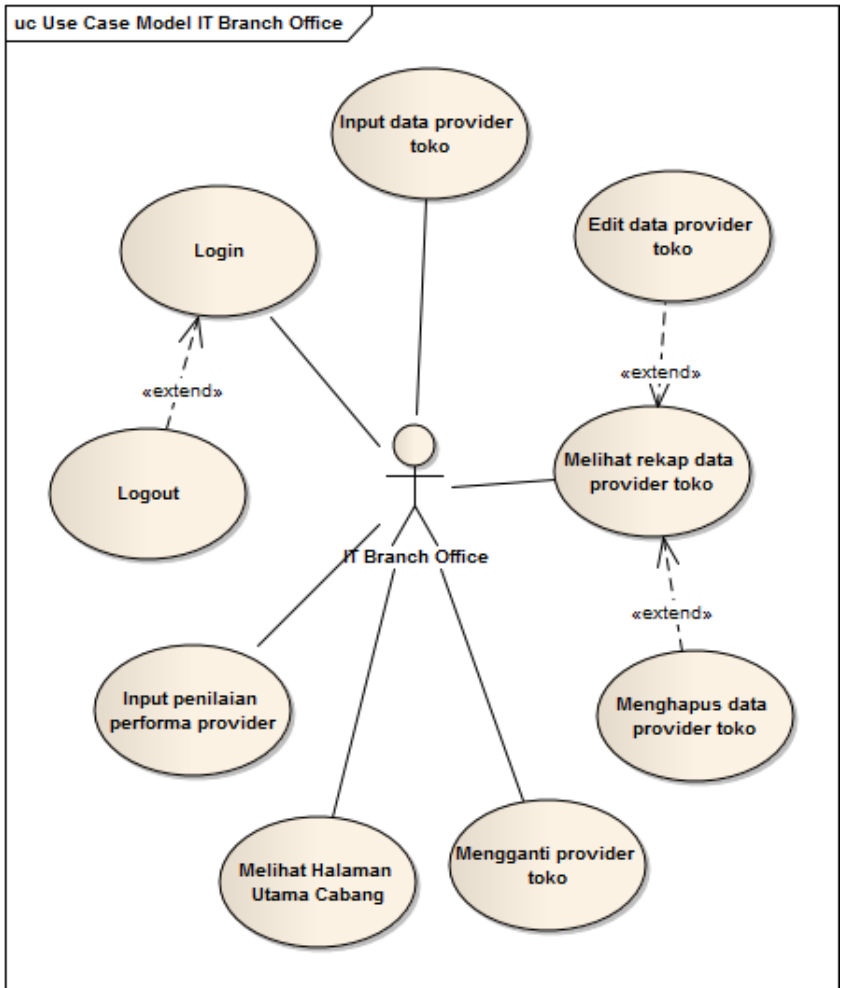 uc Use Case Model IT Branch Office
Input data provider
toko
Edit data provider
toko
Login
«extend»
«extend»
Melihat rekap data
provider toko
Logout
IT Branch Office
«extend»
Input penilaian
performa provider
Menghapus data
provider toko
Mengganti provider
toko
Melihat Halaman
Utama Cabang